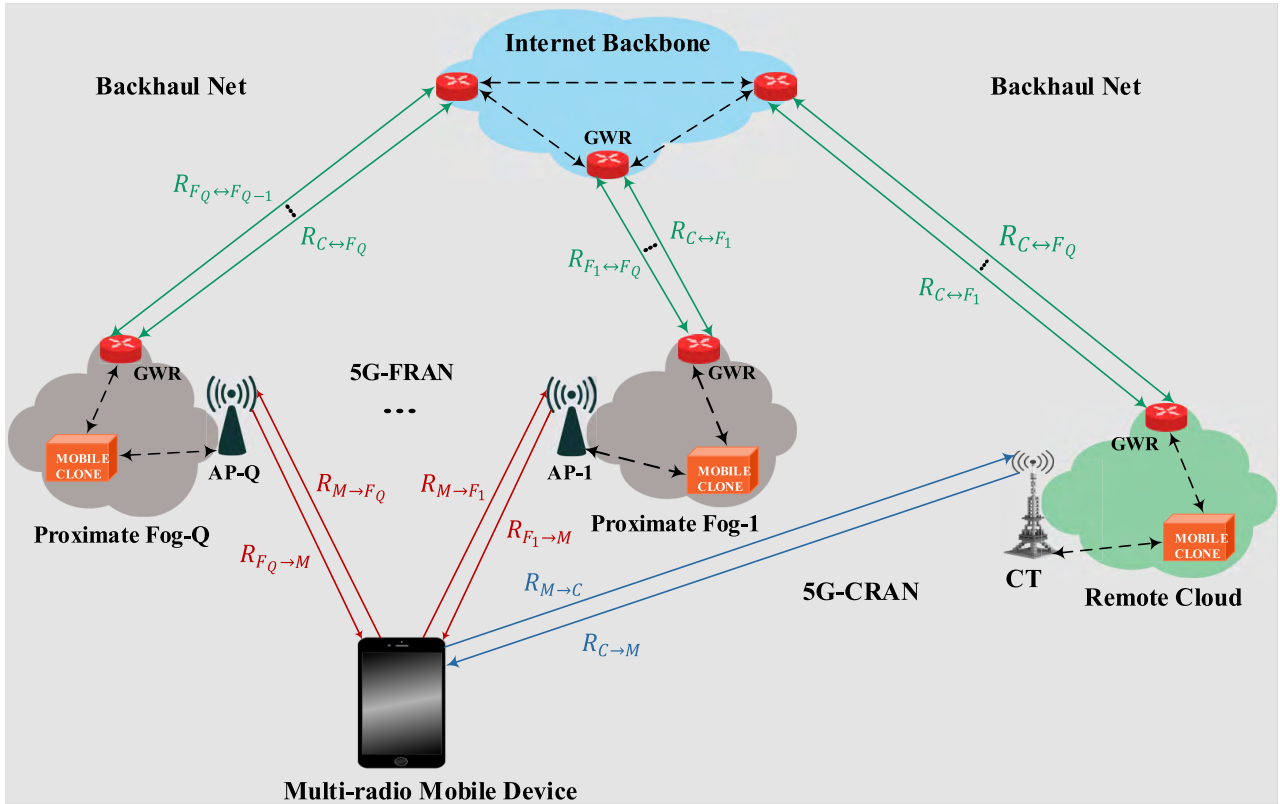 Internet Backbone
Backhaul Net
Backhaul Net
GWR
R_{F_Q↔F_{Q−1}}
R_{C↔F_Q}
R_{C↔F_1}
R_{F_1↔F_Q}
R_{C↔F_Q}
R_{C↔F_1}
GWR
5G-FRAN
...
GWR
GWR
MOBILE
CLONE
AP-Q
AP-1
MOBILE
CLONE
MOBILE
CLONE
Proximate Fog-Q
Proximate Fog-1
R_{M→F_Q}
R_{M→F_1}
R_{F_Q→M}
R_{F_1→M}
CT
Remote Cloud
R_{M→C}
5G-CRAN
R_{C→M}
Multi-radio Mobile Device